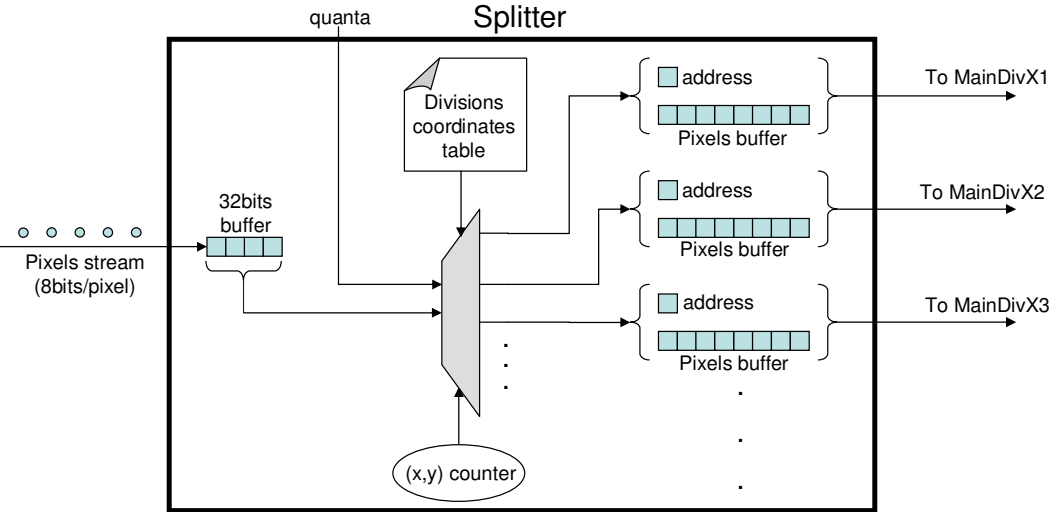 Splitter
quanta
Divisions
coordinates
table
address
Pixels buffer
To MainDivX1
32bits
buffer
address
Pixels buffer
To MainDivX2
Pixels stream
(8bits/pixel)
address
Pixels buffer
To MainDivX3
(x,y) counter